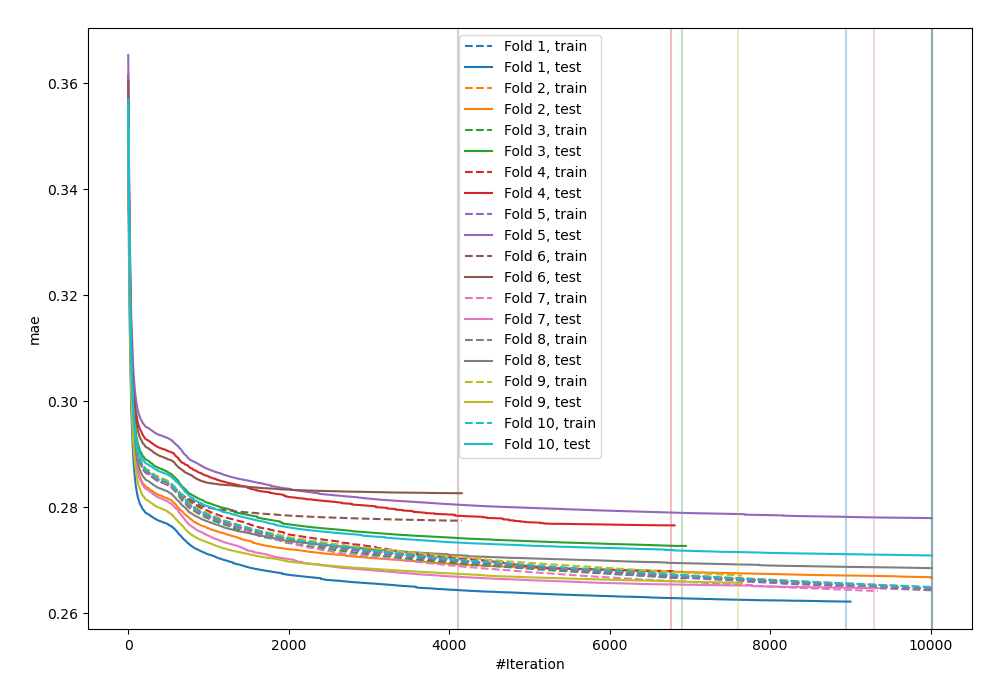 0.36
0.34
0.32
0.30
0.28
0.26
mae
0
2000
4000
6000
8000
10000
#Iteration
Fold 1, train
Fold 1, test
Fold 2, train
Fold 2, test
Fold 3, train
Fold 3, test
Fold 4, train
Fold 4, test
Fold 5, train
Fold 5, test
Fold 6, train
Fold 6, test
Fold 7, train
Fold 7, test
Fold 8, train
Fold 8, test
Fold 9, train
Fold 9, test
Fold 10, train
Fold 10, test